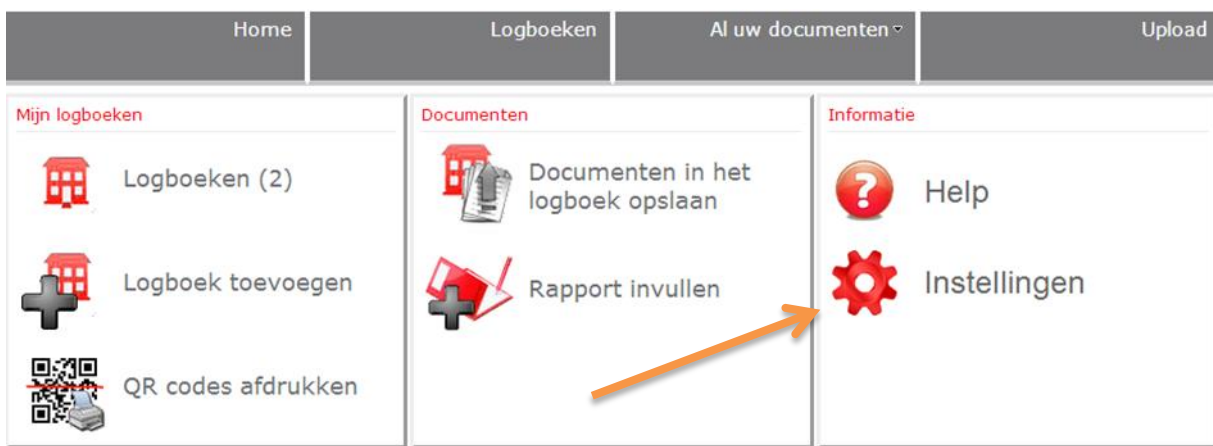 Home
Logboeken
Al uw documenten
Upload
Mijn logboeken
Logboeken (2)
Logboek toevoegen
QR codes afdrukken
Documenten
Documenten in het
logboek opslaan
Rapport invullen
Informatie
?
Help
Instellingen